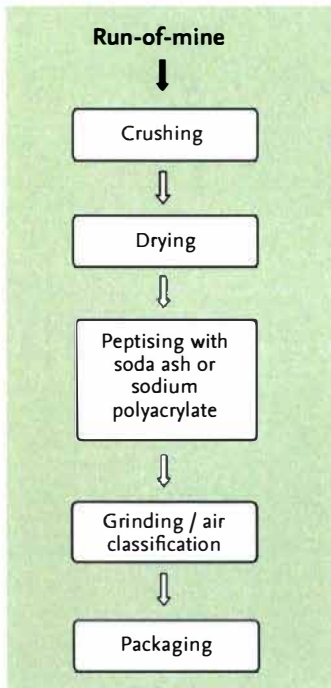 Run-of-mine
Crushing
Drying
Peptising with
soda ash or
sodium
polyacrylate
Grinding / air
classification
Packaging